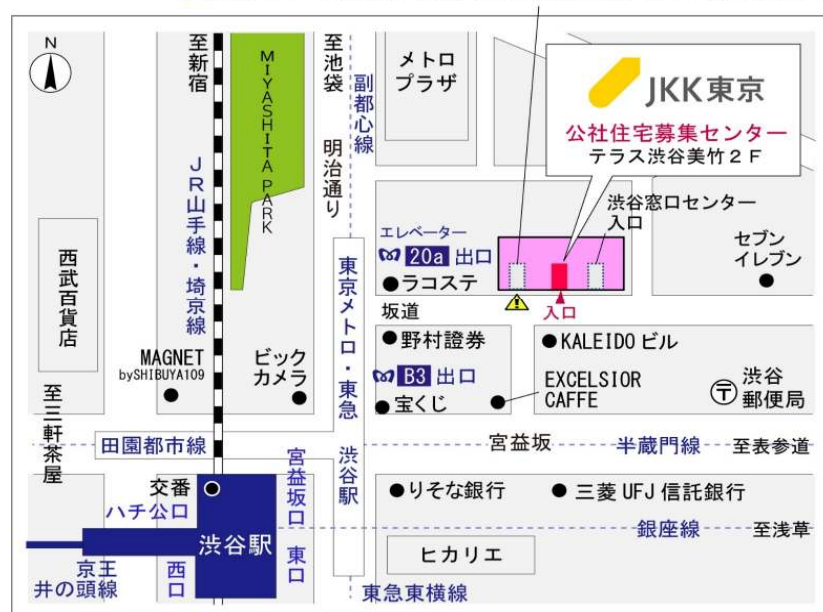 N
至新宿
MIYASHITA PARK
至池袋
副都心線
明治通り
メトロ
プラザ
JKK東京
公社住宅募集センター
テラス渋谷美竹2F
JR山手線・埼京線
西武百貨店
エレベーター
20a 出口
ラコステ
渋谷窓口センター
入口
セブン
イレブン
坂道
入口
東京メトロ・東急 渋谷駅
MAGNET
bySHIBUYA109
ビック
カメラ
野村證券
B3 出口
宝くじ
KALEIDO ビル
EXCELSIOR
CAFFE
渋谷
郵便局
至三軒茶屋
田園都市線
宮益坂
半蔵門線
至表参道
交番
ハチ公口
宮益坂口
りそな銀行
三菱 UFJ 信託銀行
渋谷駅
銀座線
至浅草
京王
井の頭線
西口
東口
ヒカリエ
東急東横線